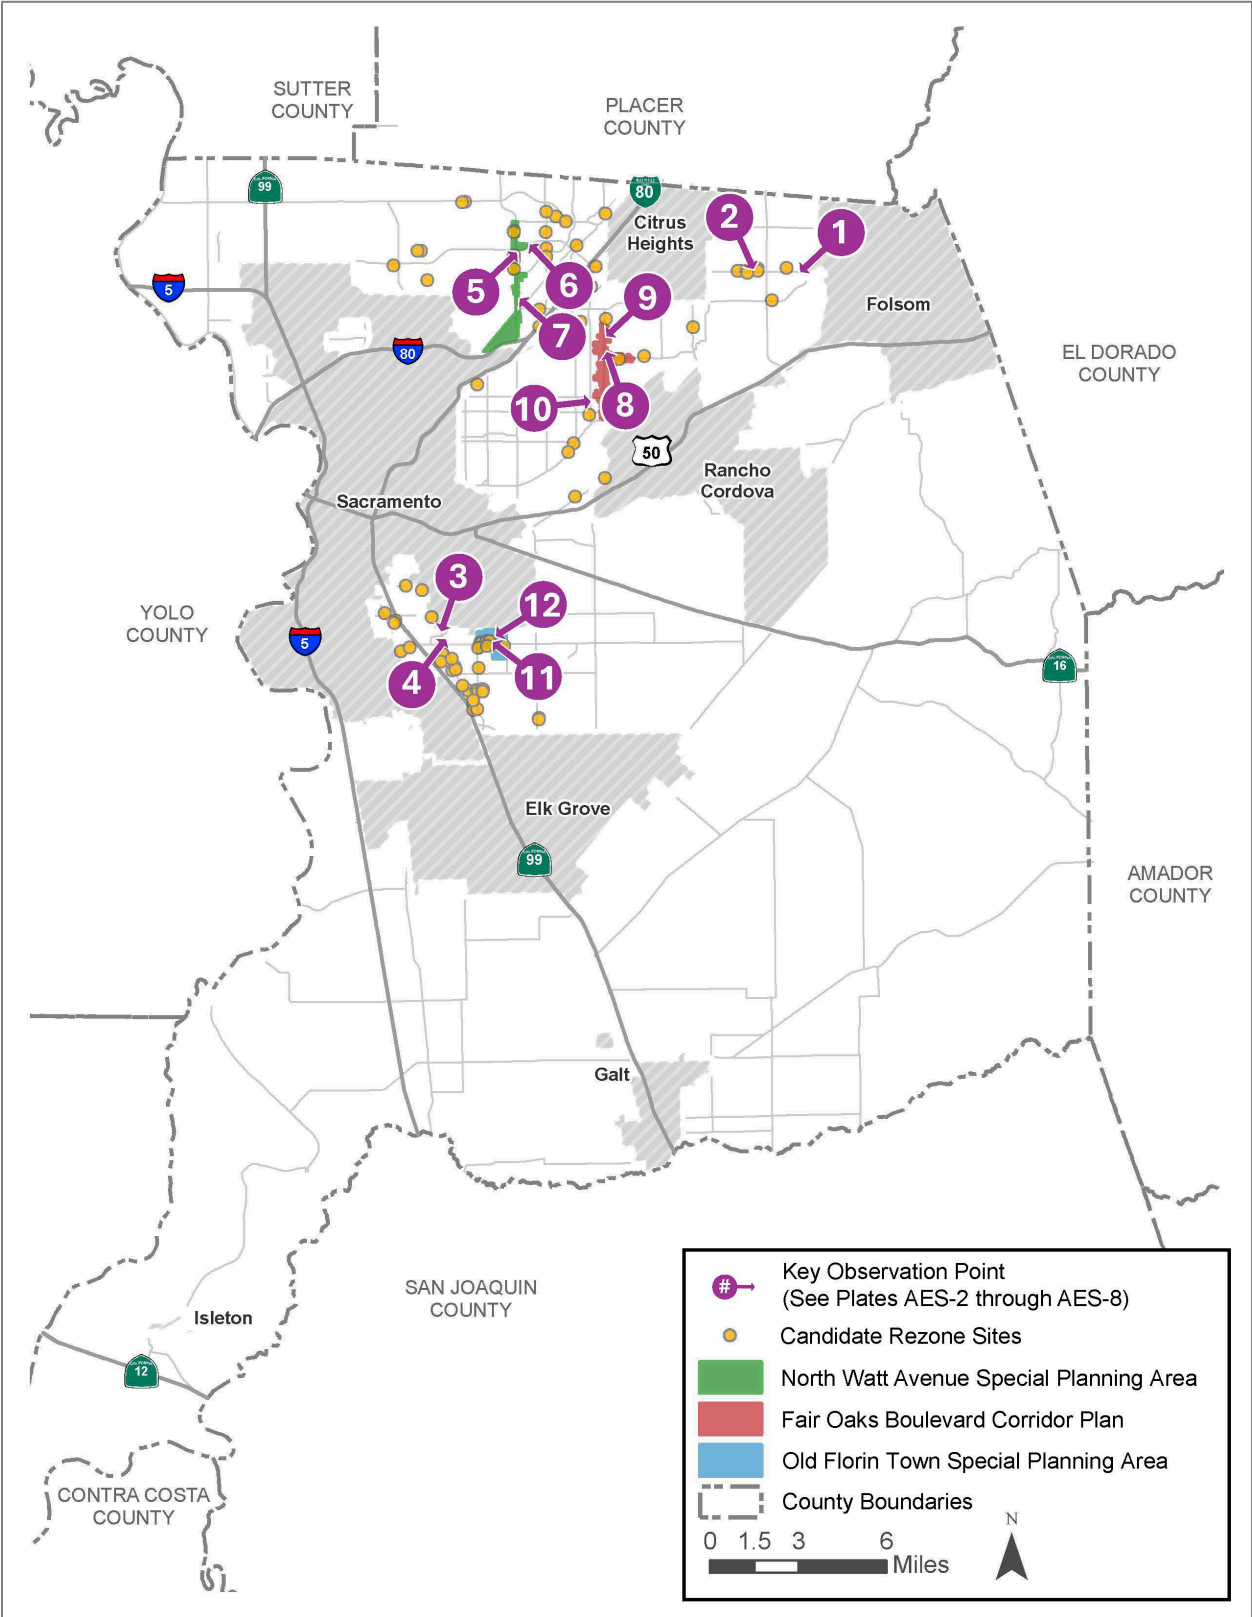 SUTTER
COUNTY
PLACER
COUNTY
CALIFORNIA
99
80
Citrus
Heights
2
1
5
6
9
Folsom
5
7
80
EL DORADO
COUNTY
10
8
50
Rancho
Cordova
Sacramento
3
12
YOLO
COUNTY
5
4
11
CALIFORNIA
16
Elk Grove
CALIFORNIA
99
AMADOR
COUNTY
Galt
SAN JOAQUIN
COUNTY
Isleton
CALIFORNIA
12
CONTRA COSTA
COUNTY
# Key Observation Point
(See Plates AES-2 through AES-8)
Candidate Rezone Sites
North Watt Avenue Special Planning Area
Fair Oaks Boulevard Corridor Plan
Old Florin Town Special Planning Area
County Boundaries
N
0 1.5 3 6
Miles